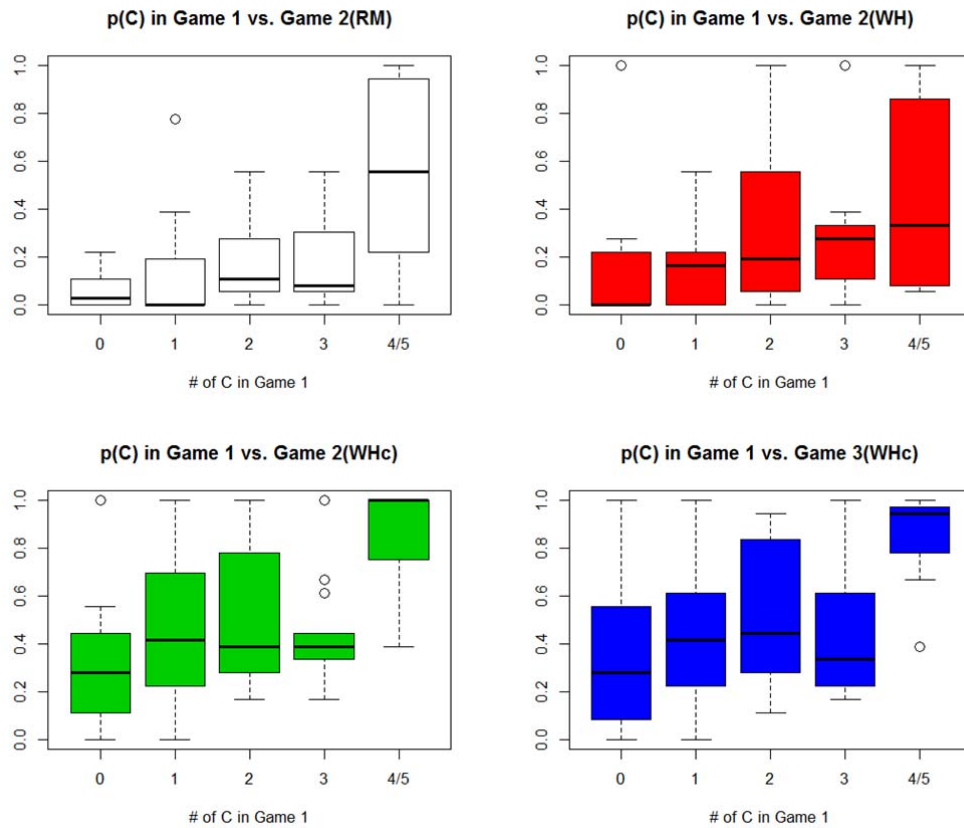 p(C) in Game 1 vs. Game 2(RM)
1.0
0.8
0.6
0.4
0.2
0.0
0 1 2 3 4/5
# of C in Game 1
p(C) in Game 1 vs. Game 2(WH)
1.0
0.8
0.6
0.4
0.2
0.0
0 1 2 3 4/5
# of C in Game 1
p(C) in Game 1 vs. Game 2(WHc)
1.0
0.8
0.6
0.4
0.2
0.0
0 1 2 3 4/5
# of C in Game 1
p(C) in Game 1 vs. Game 3(WHc)
1.0
0.8
0.6
0.4
0.2
0.0
0 1 2 3 4/5
# of C in Game 1